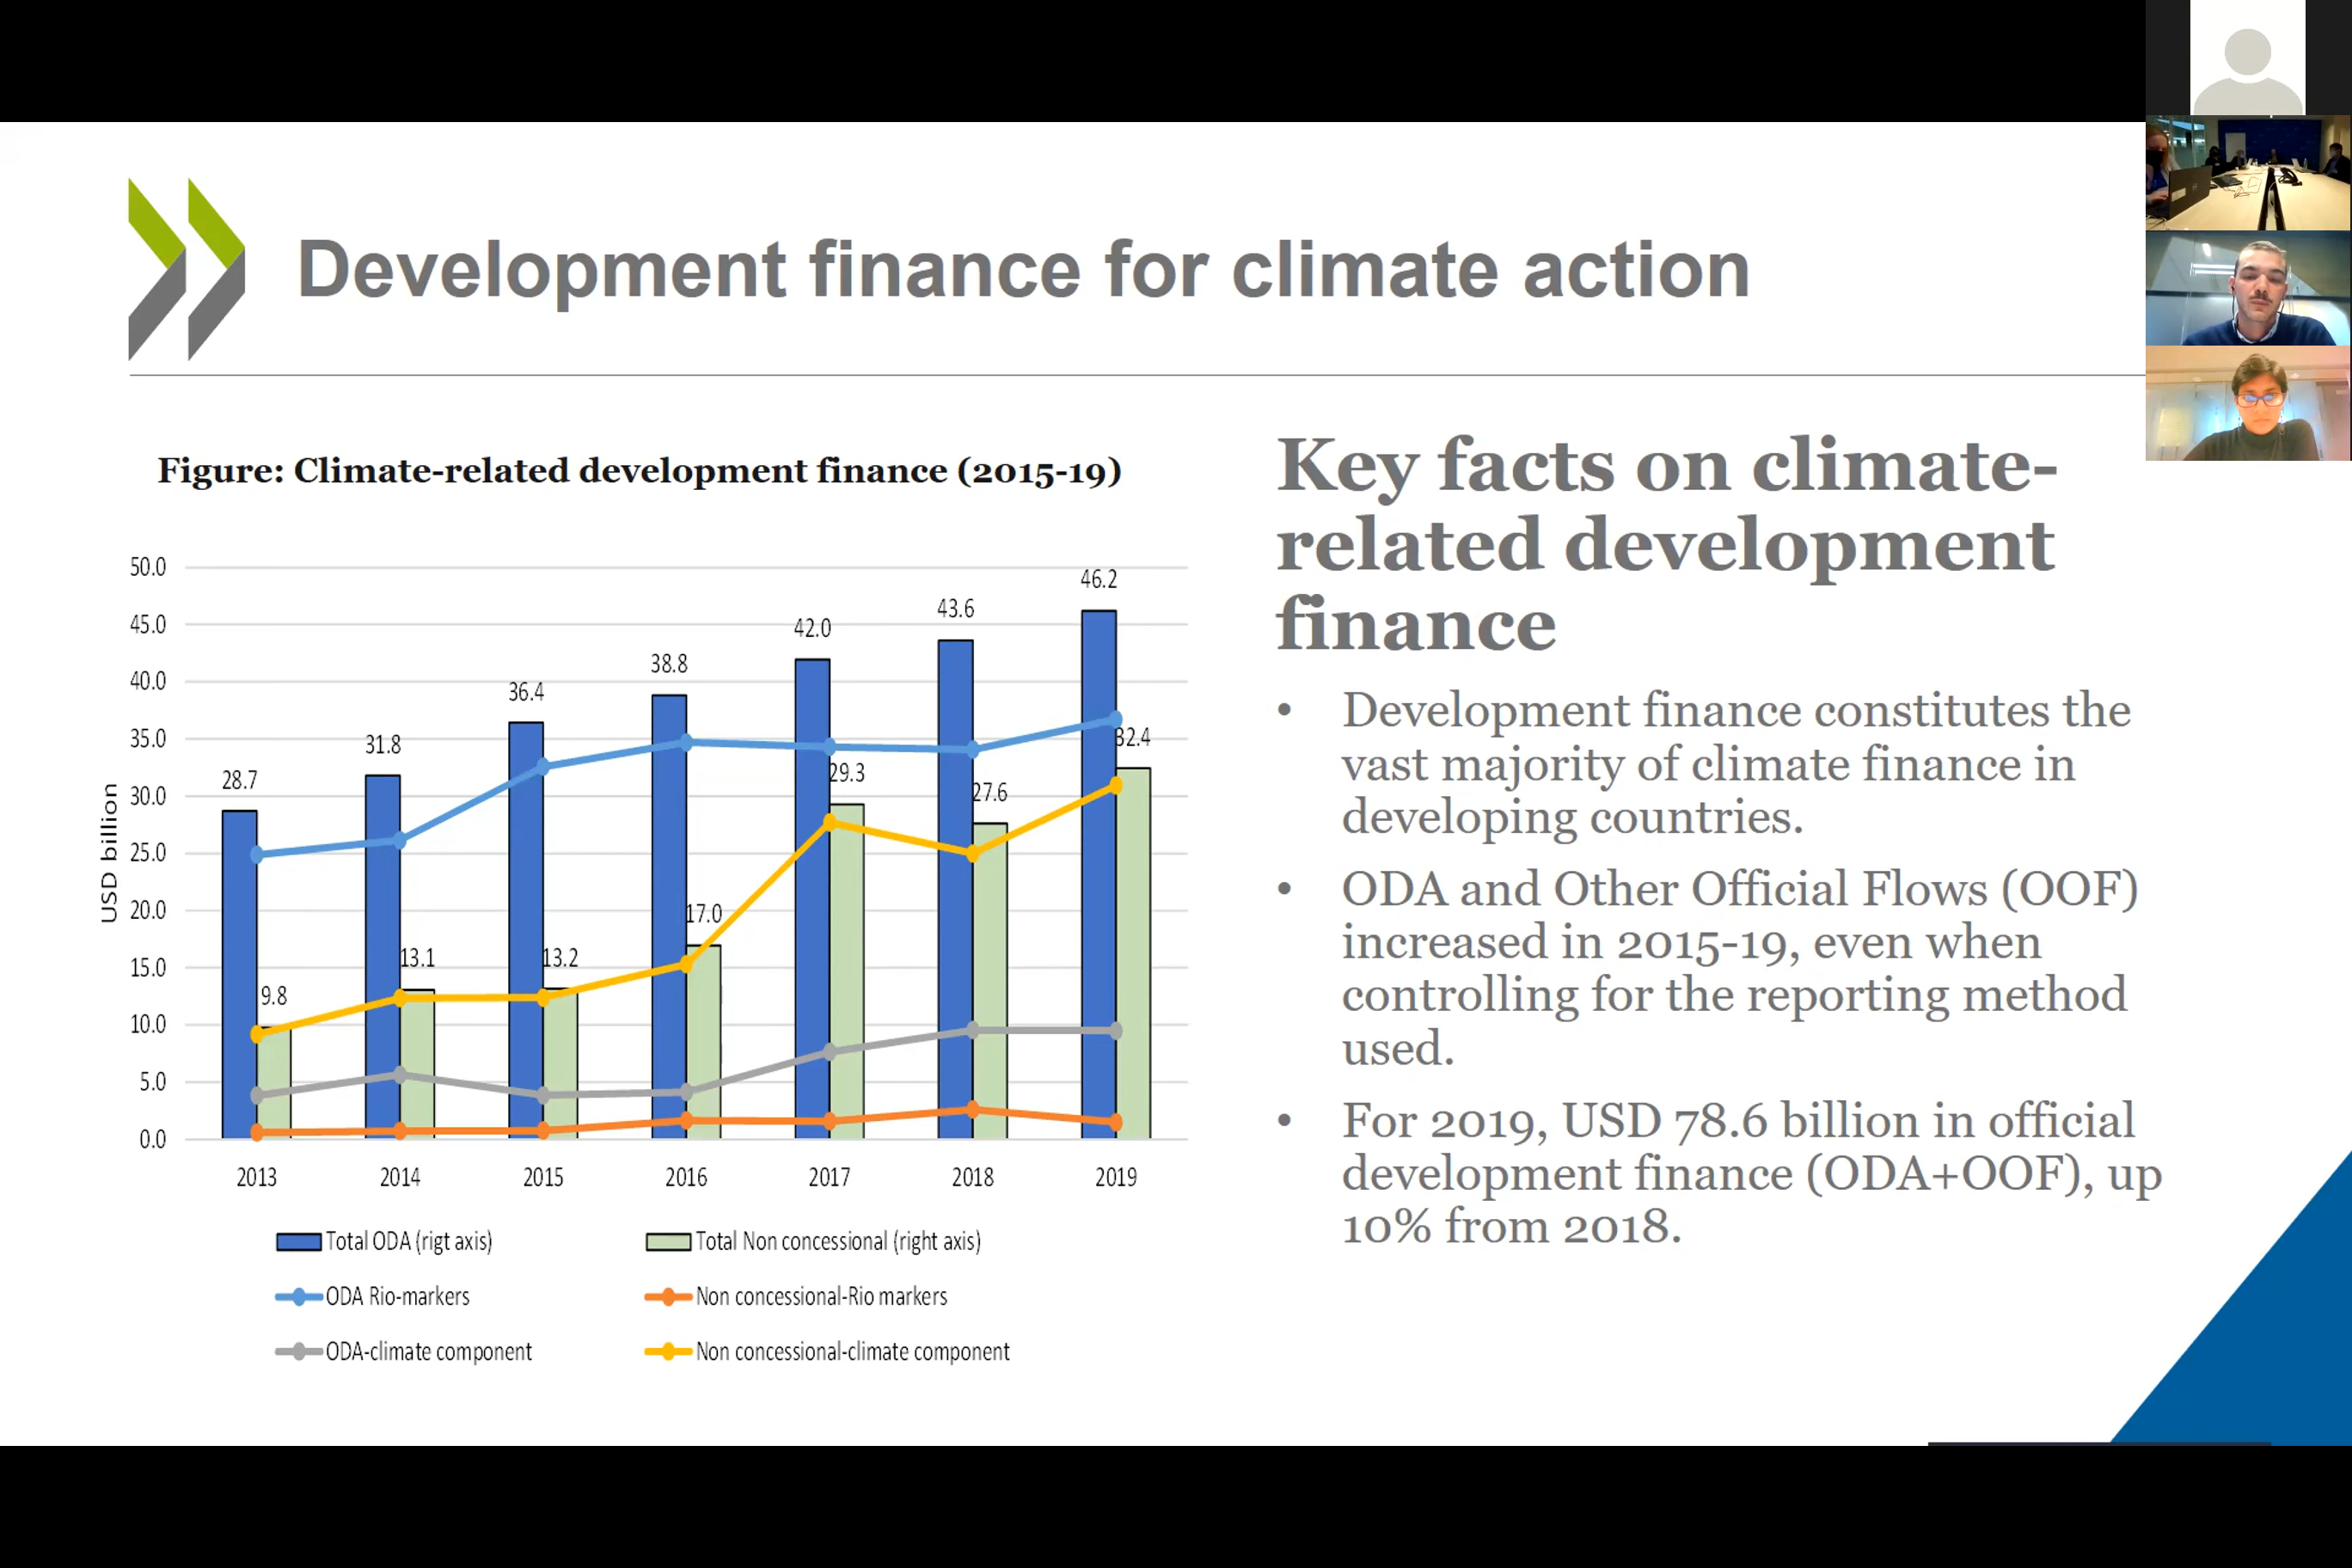 Development finance for climate action
Figure: Climate-related development finance (2015-19)
50.0
45.0
40.0
35.0
30.0
25.0
20.0
15.0
10.0
5.0
0.0
USD billion
28.7
31.8
36.4
38.8
42.0
43.6
46.2
9.8
13.1
13.2
17.0
29.3
27.6
32.4
2013 2014 2015 2016 2017 2018 2019
Total ODA (rigt axis)
Total Non concessional (right axis)
ODA Rio-markers
Non concessional-Rio markers
ODA-climate component
Non concessional-climate component
Key facts on climate-
related development
finance
• Development finance constitutes the
vast majority of climate finance in
developing countries.
• ODA and Other Official Flows (OOF)
increased in 2015-19, even when
controlling for the reporting method
used.
• For 2019, USD 78.6 billion in official
development finance (ODA+OOF), up
10% from 2018.